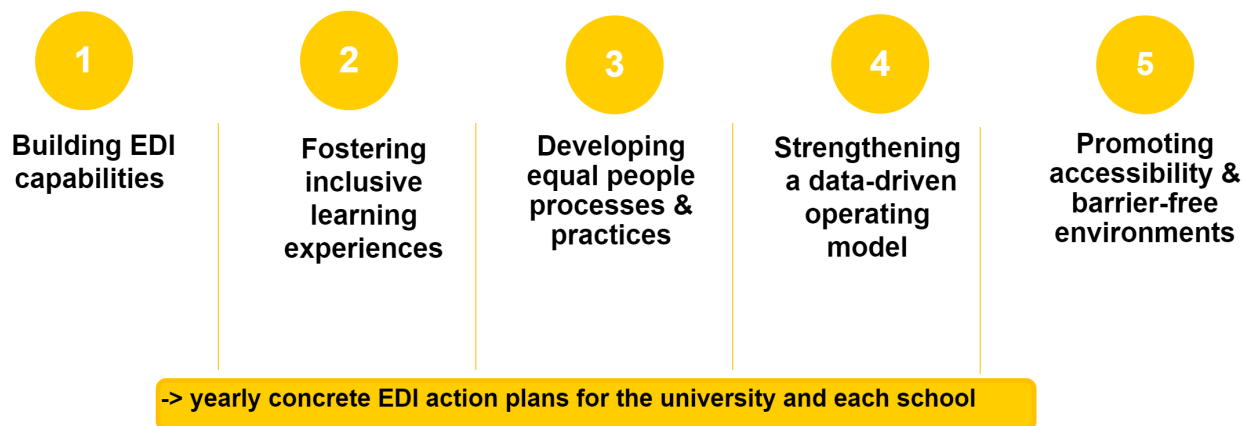 1
Building EDI
capabilities
2
Fostering
inclusive
learning
experiences
3
Developing
equal people
processes &
practices
4
Strengthening
a data-driven
operating
model
5
Promoting
accessibility &
barrier-free
environments
-> yearly concrete EDI action plans for the university and each school